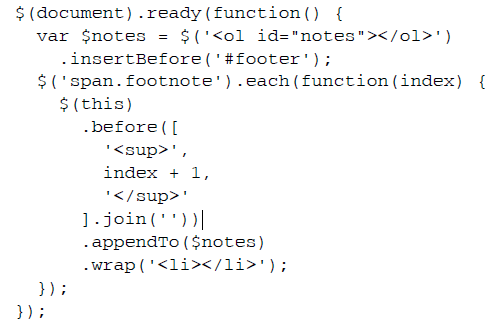 $(document).ready(function() {
  var $notes = $('<ol id="notes"></ol>')
    .insertBefore('#footer');
  $('span.footnote').each(function(index) {
    $(this)
      .before([
        '<sup>',
        index + 1,
        '</sup>'
      ].join(''))
      .appendTo($notes)
      .wrap('<li></li>');
  });
});